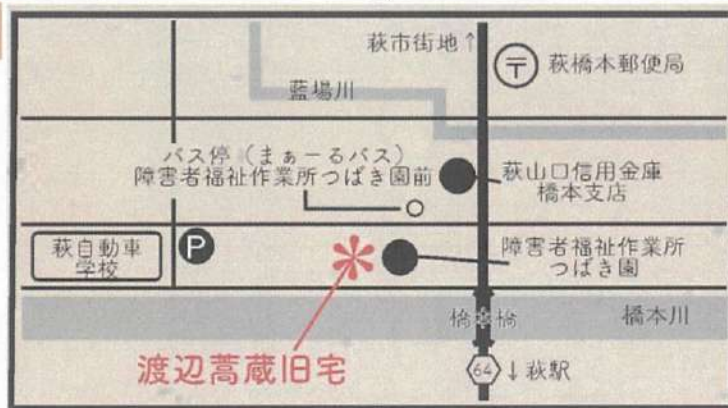 萩市街地↑
〒 萩橋本郵便局
藍場川
バス停（まぁーるバス）
障害者福祉作業所つばき園前
萩山口信用金庫
橋本支店
萩自動車
学校
P
障害者福祉作業所
つばき園
橋本橋
橋本川
渡辺蒿蔵旧宅
64
↓萩駅